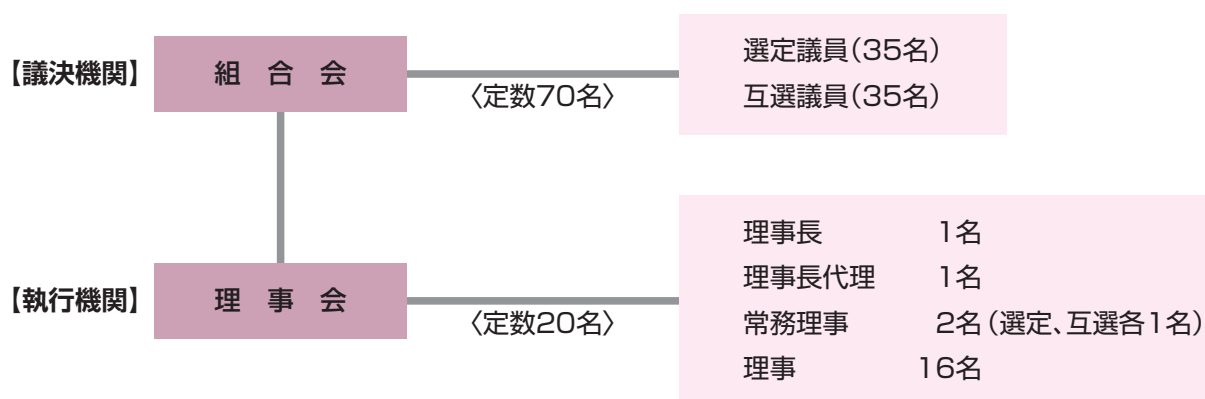 【議決機関】
組 合 会
〈定数70名〉
選定議員(35名)
互選議員(35名)
【執行機関】
理 事 会
〈定数20名〉
理事長 1名
理事長代理 1名
常務理事 2名(選定、互選各1名)
理事 16名